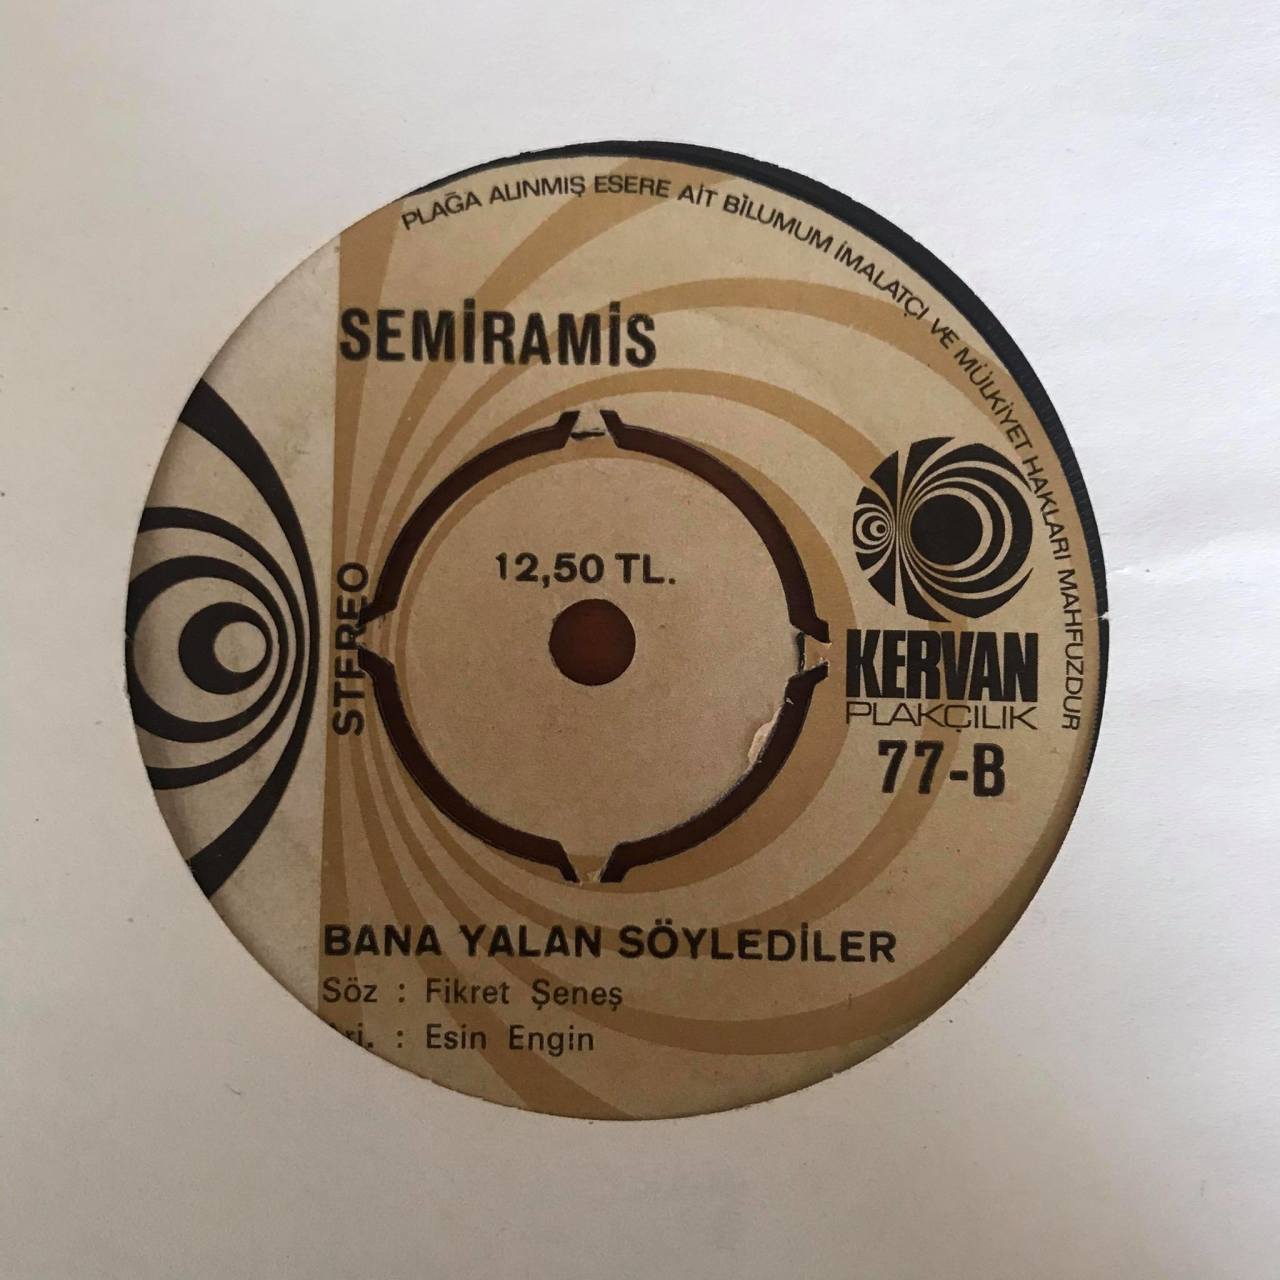 PLAĞA ALINMIŞ ESERE AİT BİLUMUM İMALATÇI VE MÜLKİYET HAKLARI MAHFUZDUR
SEMİRAMİS
12,50 TL.
STEREO
KERVAN
PLAKÇILIK
77-B
BANA YALAN SÖYLEDİLER
Söz : Fikret Şeneş
: Esin Engin